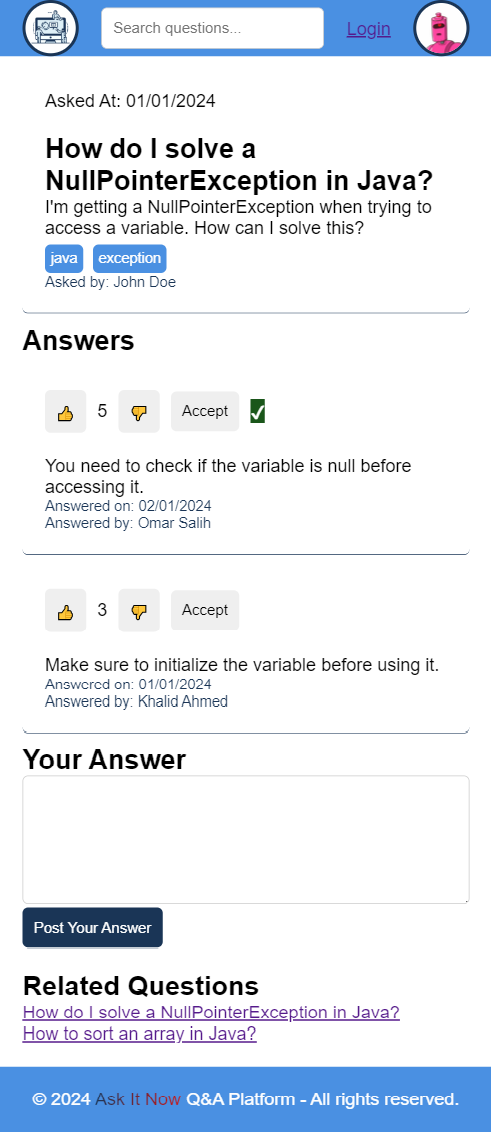 Search questions...
Login
Asked At: 01/01/2024
How do I solve a
NullPointerException in Java?
I'm getting a NullPointerException when trying to
access a variable. How can I solve this?
java exception
Asked by: John Doe
Answers
5 Accept
You need to check if the variable is null before
accessing it.
Answered on: 02/01/2024
Answered by: Omar Salih
3 Accept
Make sure to initialize the variable before using it.
Answered on: 01/01/2024
Answered by: Khalid Ahmed
Your Answer
Post Your Answer
Related Questions
How do I solve a NullPointerException in Java?
How to sort an array in Java?
© 2024 Ask It Now Q&A Platform - All rights reserved.